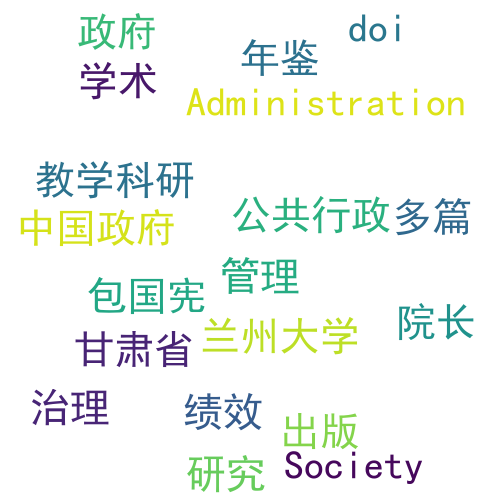 政府
doi
年鉴
学术
Administration
教学科研
公共行政
多篇
中国政府
管理
包国宪
院长
兰州大学
甘肃省
治理
绩效
出版
研究
Society